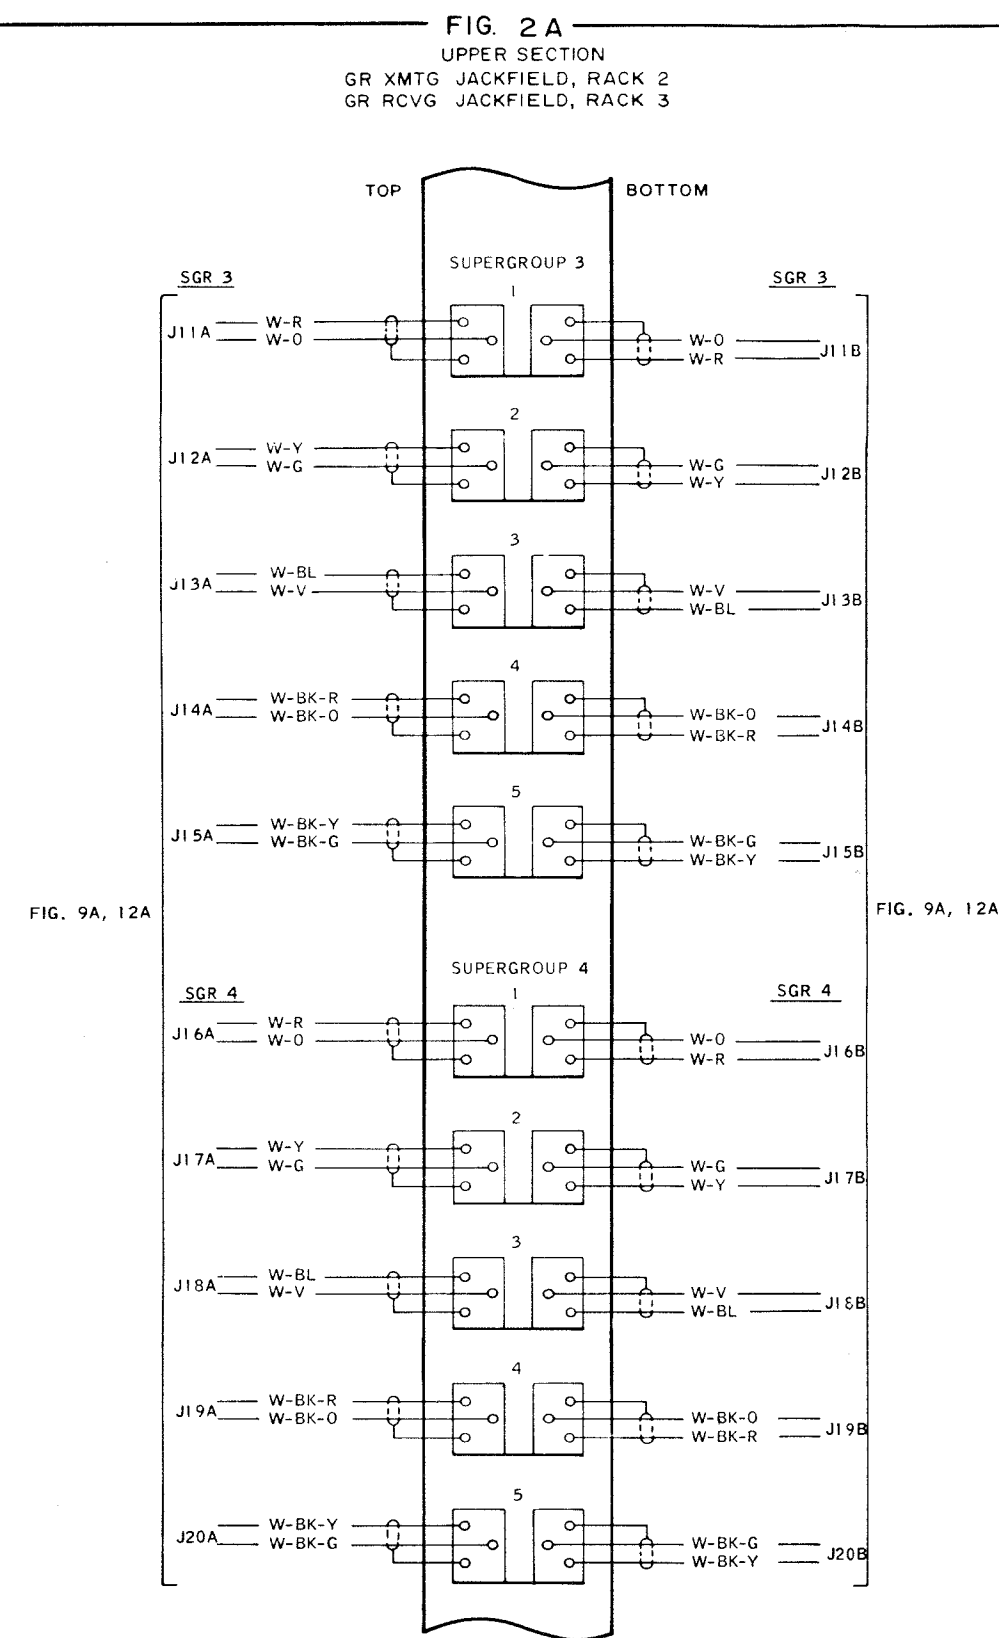 FIG. 2A
UPPER SECTION
GR XMTG JACKFIELD, RACK 2
GR RCVG JACKFIELD, RACK 3
TOP
BOTTOM
SUPERGROUP 3
SGR 3
SGR 3
1
J11A
W-R
W-O
W-O
W-R
J11B
2
J12A
W-Y
W-G
W-G
W-Y
J12B
3
J13A
W-BL
W-V
W-V
W-BL
J13B
4
J14A
W-BK-R
W-BK-O
W-BK-O
W-BK-R
J14B
5
J15A
W-BK-Y
W-BK-G
W-BK-G
W-BK-Y
J15B
FIG. 9A, 12A
FIG. 9A, 12A
SUPERGROUP 4
SGR 4
SGR 4
1
J16A
W-R
W-O
W-O
W-R
J16B
2
J17A
W-Y
W-G
W-G
W-Y
J17B
3
J18A
W-BL
W-V
W-V
W-BL
J18B
4
J19A
W-BK-R
W-BK-O
W-BK-O
W-BK-R
J19B
5
J20A
W-BK-Y
W-BK-G
W-BK-G
W-BK-Y
J20B